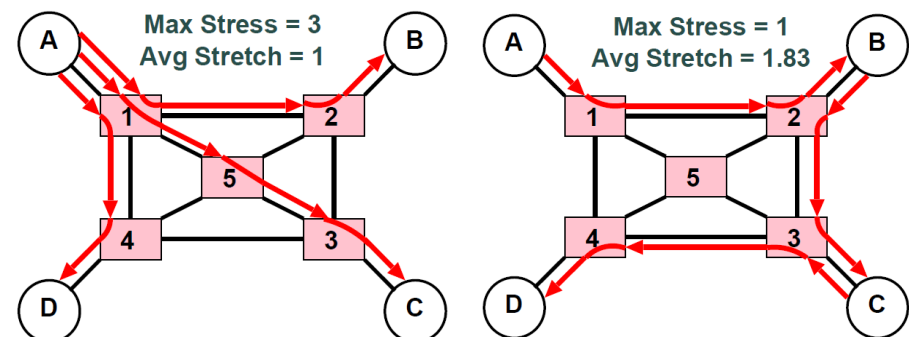 Max Stress = 3
Avg Stretch = 1
A
B
1
2
5
4
3
D
C
Max Stress = 1
Avg Stretch = 1.83
A
B
1
2
5
4
3
D
C